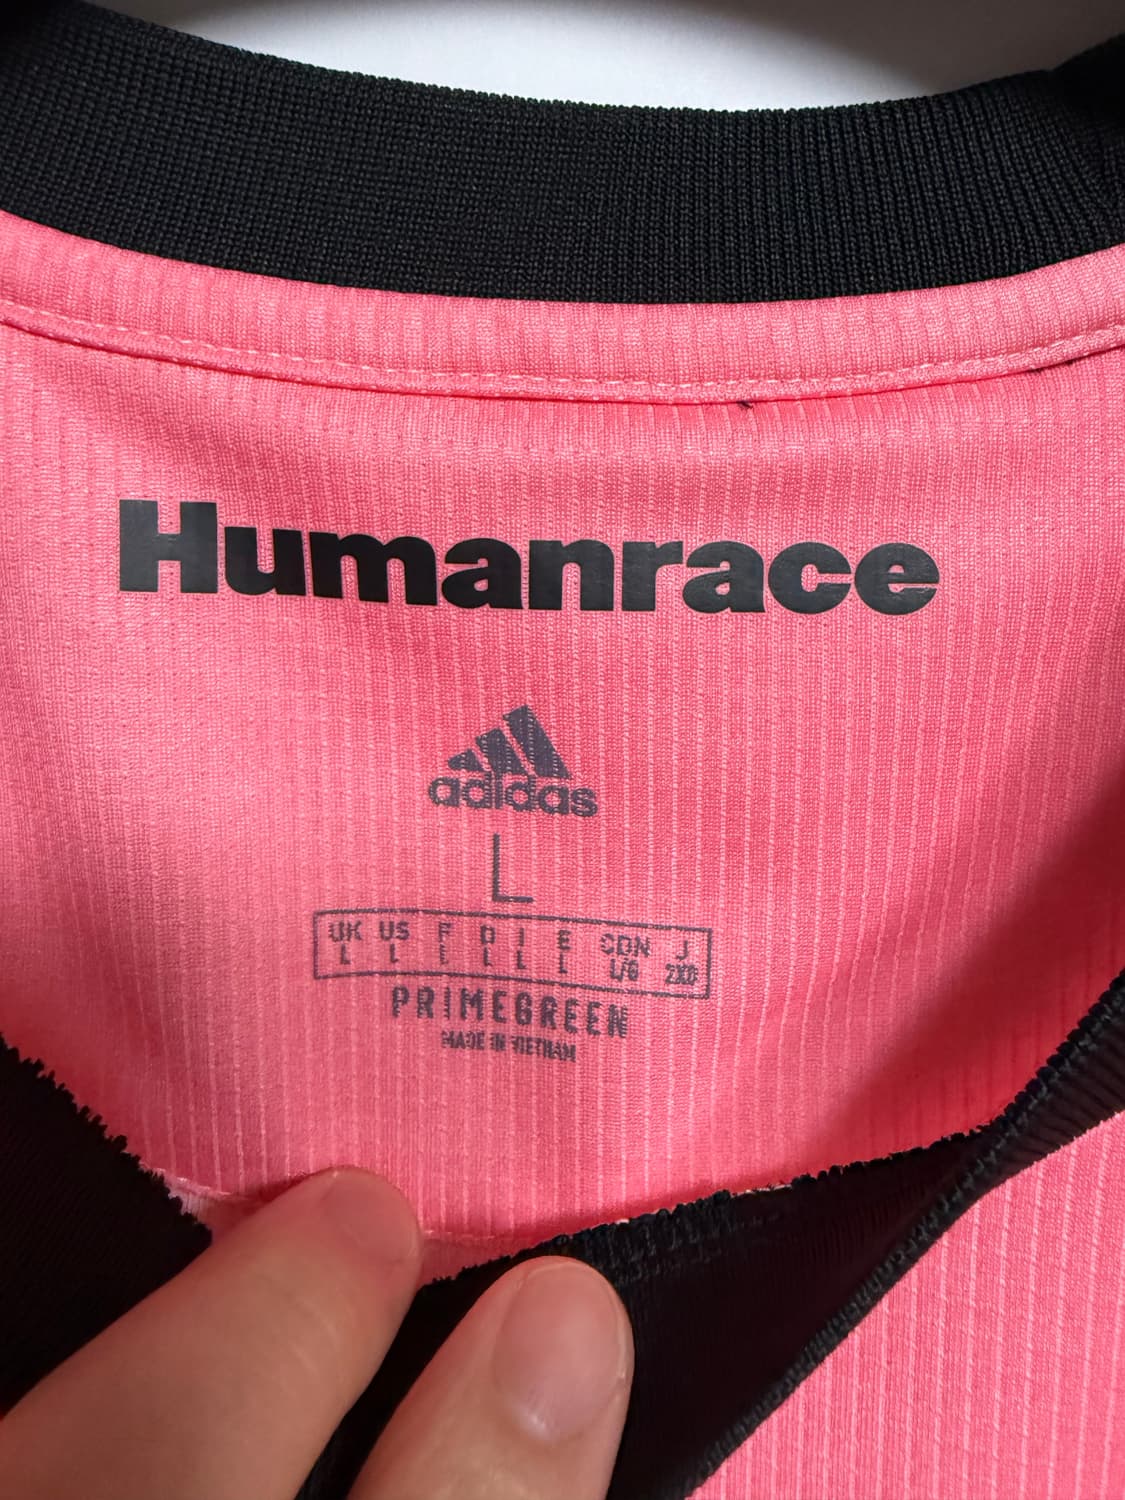 Humanrace
adidas
L
UK US F D I E CDN J
L L L L L L L/G 2XO
PRIMEGREEN
MADE IN VIETNAM